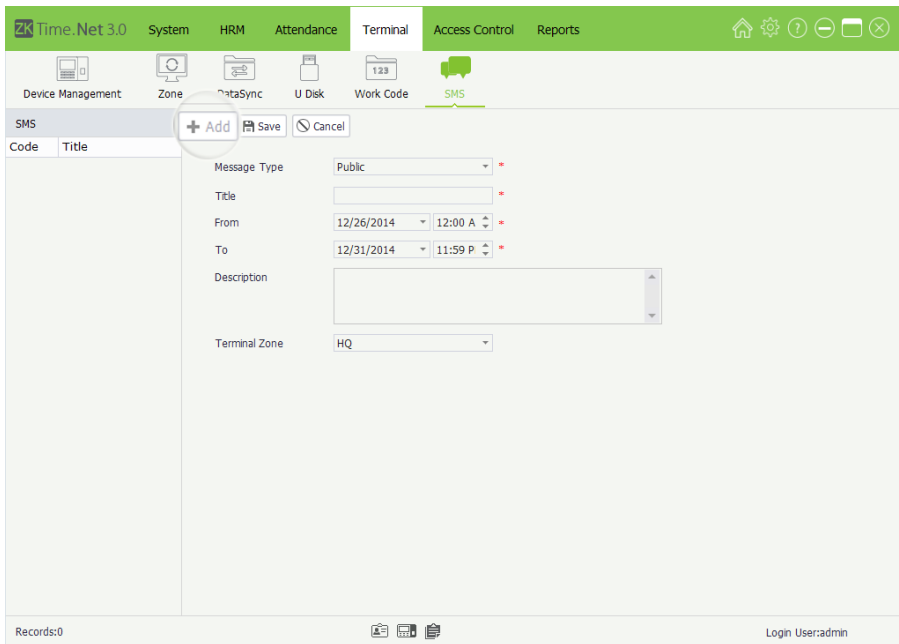 ZK Time.Net 3.0 System HRM Attendance Terminal Access Control Reports
123
Device Management Zone DataSync U Disk Work Code SMS
SMS Add Save Cancel
Code Title
Message Type Public *
Title *
From 12/26/2014 12:00 A *
To 12/31/2014 11:59 P *
Description
Terminal Zone HQ
Records:0 Login User:admin